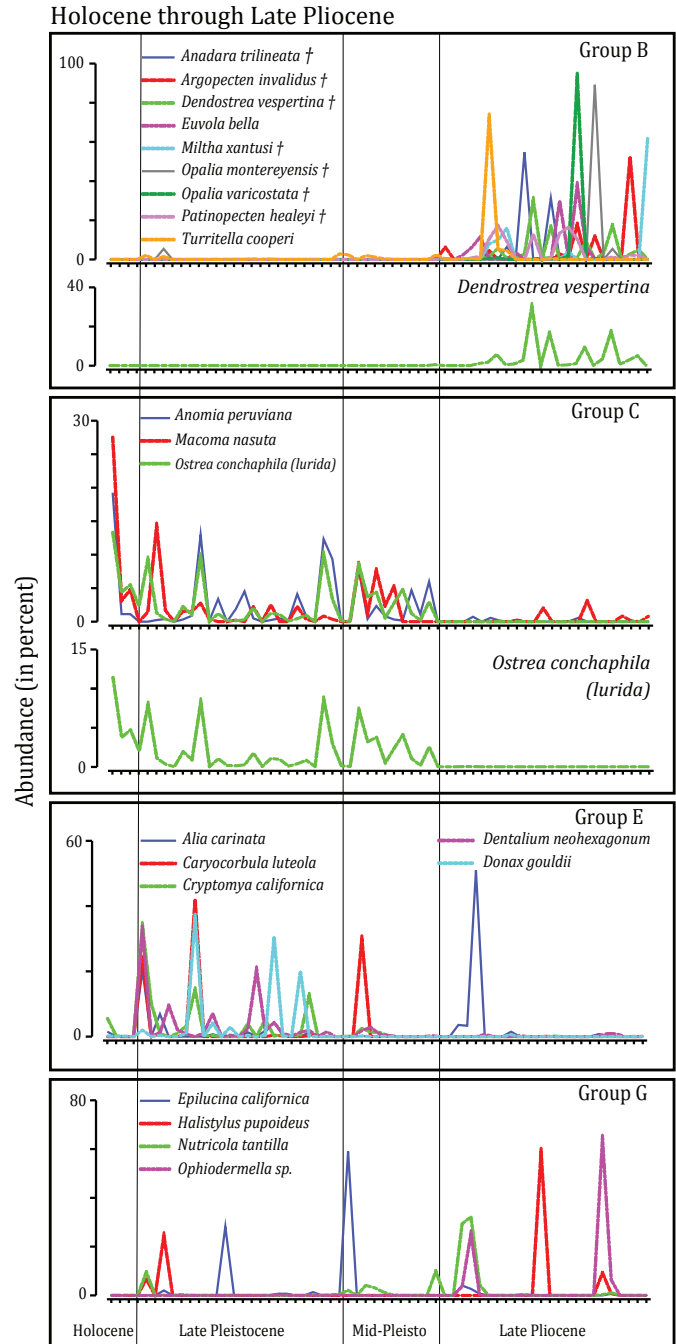 Holocene through Late Pliocene
Group B
Anadara trilineata †
Argopecten invalidus †
Dendostrea vespertina †
Euvola bella
Miltha xantusi †
Opalia montereyensis †
Opalia varicostata †
Patinopecten healeyi †
Turritella cooperi
100
0
Dendrostrea vespertina
40
0
Group C
Anomia peruviana
Macoma nasuta
Ostrea conchaphila (lurida)
30
0
Ostrea conchaphila
(lurida)
15
0
Abundance (in percent)
Group E
Alia carinata
Caryocorbula luteola
Cryptomya californica
Dentalium neohexagonum
Donax gouldii
60
0
Group G
Epilucina californica
Halistylus pupoideus
Nutricola tantilla
Ophiodermella sp.
80
0
Holocene Late Pleistocene Mid-Pleisto Late Pliocene